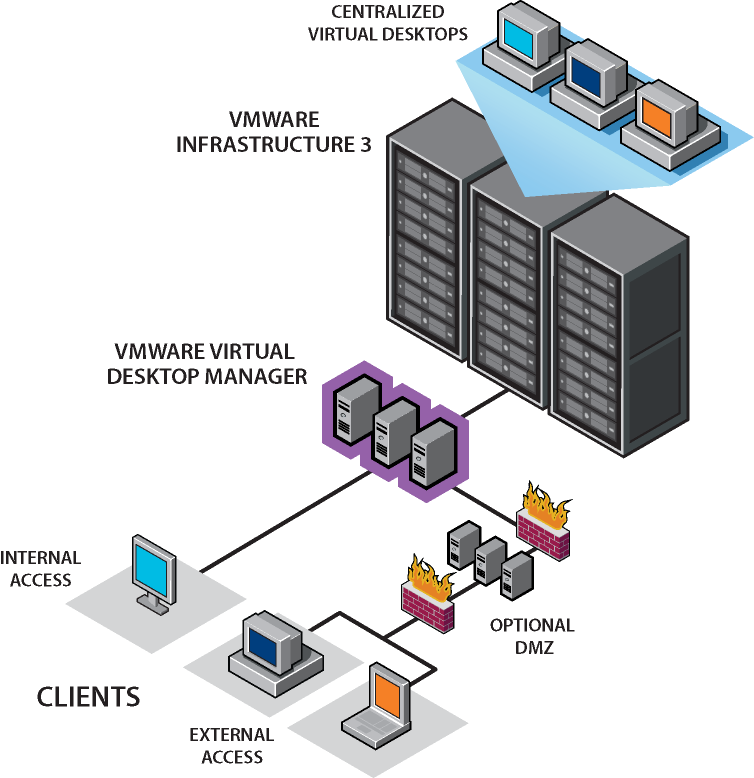 CENTRALIZED
VIRTUAL DESKTOPS
VMWARE
INFRASTRUCTURE 3
VMWARE VIRTUAL
DESKTOP MANAGER
INTERNAL
ACCESS
OPTIONAL
DMZ
CLIENTS
EXTERNAL
ACCESS